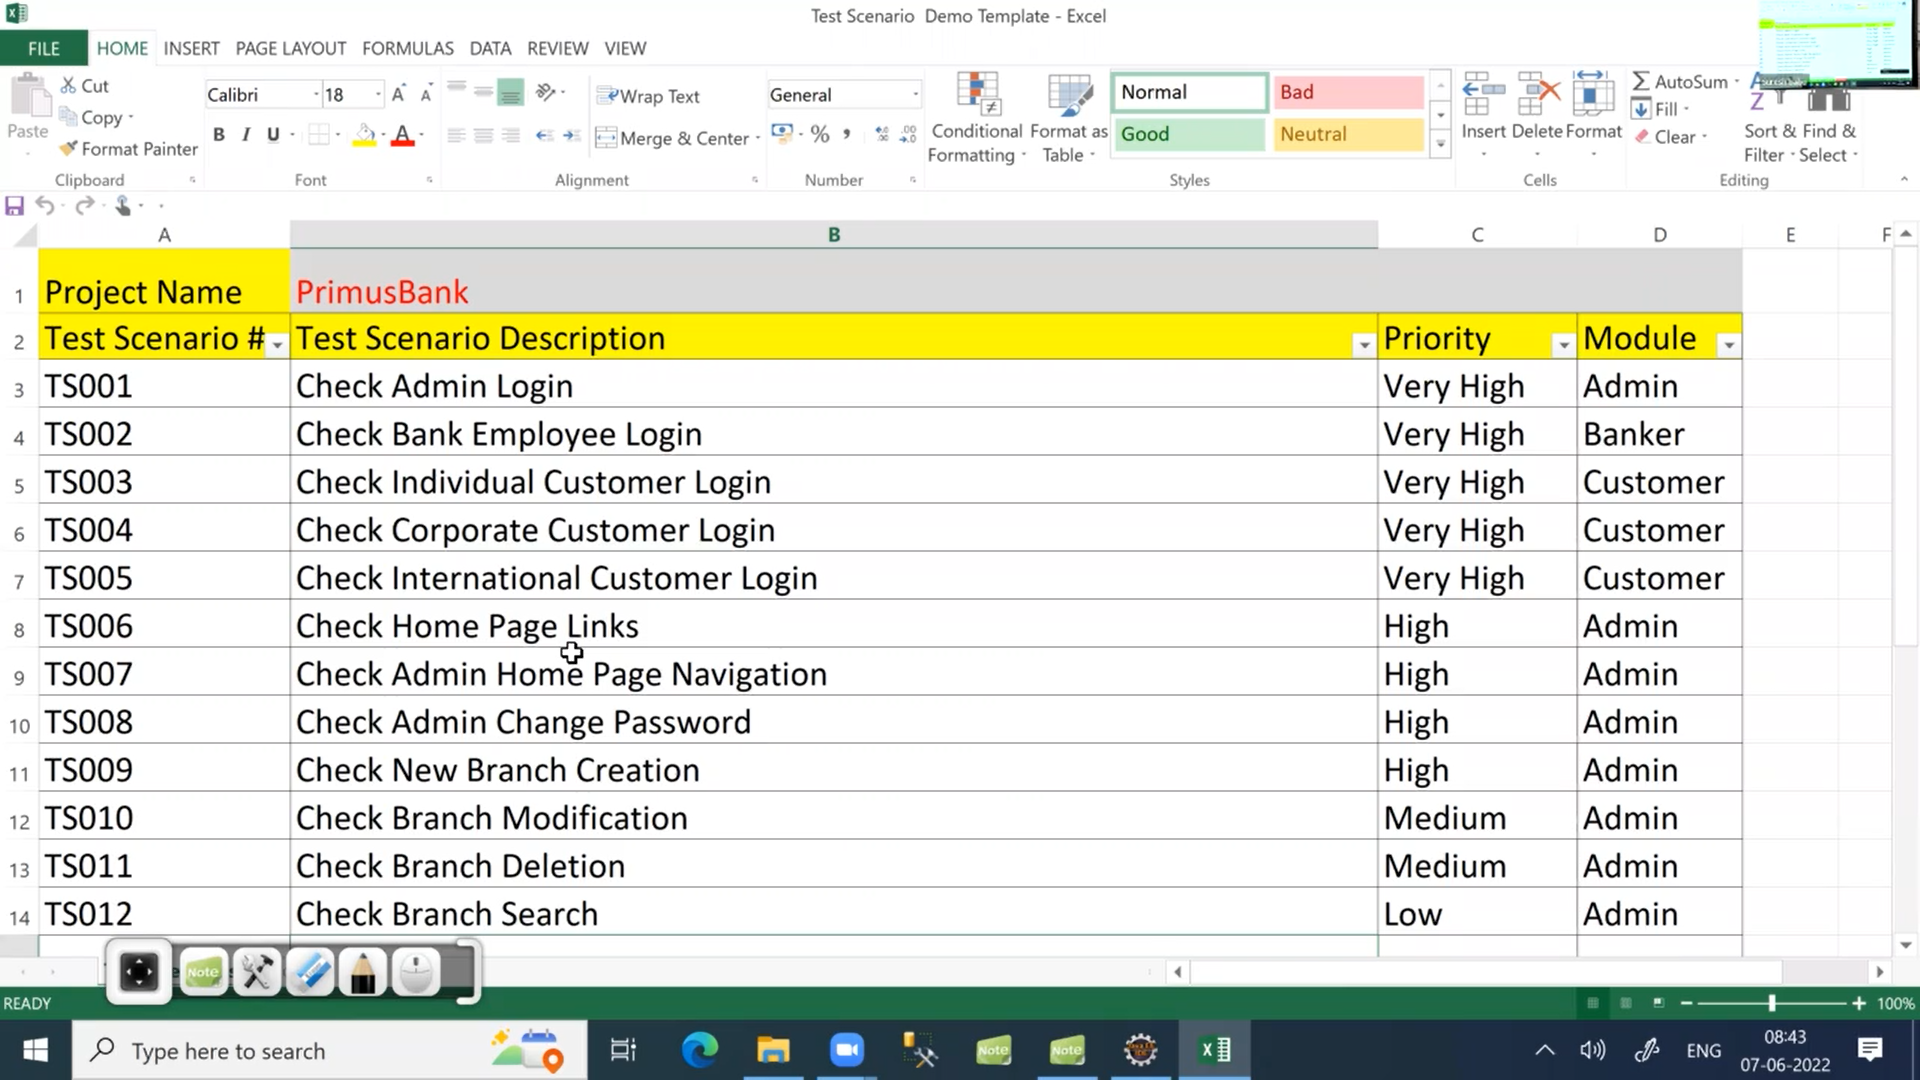 Test Scenario Demo Template - Excel
FILE HOME INSERT PAGE LAYOUT FORMULAS DATA REVIEW VIEW
Cut
Copy
Format Painter
Paste
Clipboard
Calibri 18
B I U
Font
Wrap Text
Merge & Center
Alignment
General
%
Number
Conditional Formatting
Format as Table
Normal Bad
Good Neutral
Styles
Insert Delete Format
Cells
AutoSum
Fill
Clear
Sort & Filter
Find & Select
Editing
A B C D E F
1 Project Name PrimusBank
2 Test Scenario # Test Scenario Description Priority Module
3 TS001 Check Admin Login Very High Admin
4 TS002 Check Bank Employee Login Very High Banker
5 TS003 Check Individual Customer Login Very High Customer
6 TS004 Check Corporate Customer Login Very High Customer
7 TS005 Check International Customer Login Very High Customer
8 TS006 Check Home Page Links High Admin
9 TS007 Check Admin Home Page Navigation High Admin
10 TS008 Check Admin Change Password High Admin
11 TS009 Check New Branch Creation High Admin
12 TS010 Check Branch Modification Medium Admin
13 TS011 Check Branch Deletion Medium Admin
14 TS012 Check Branch Search Low Admin
Note
READY 100%
Type here to search
Note Note
ENG
08:43
07-06-2022